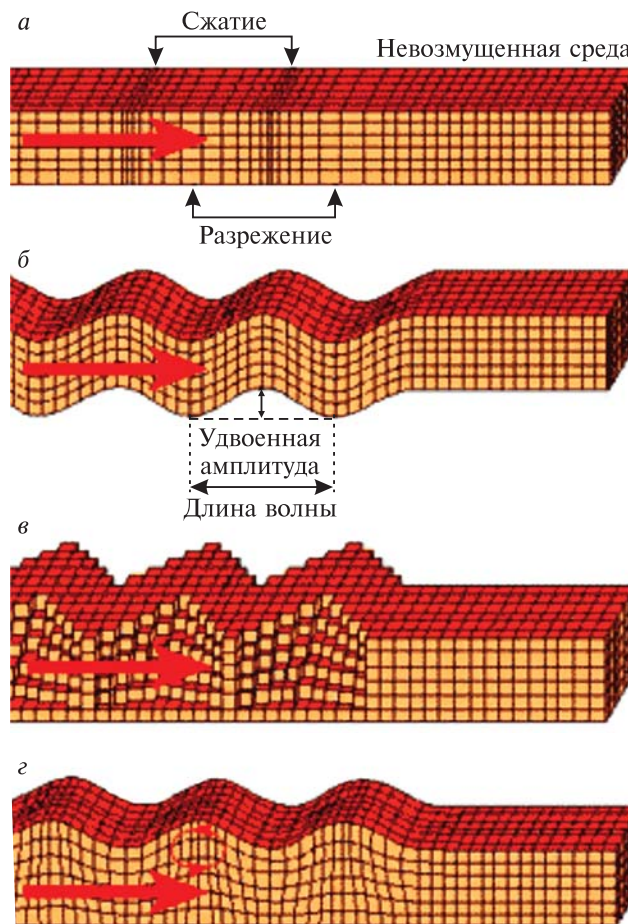 а
Сжатие
Невозмущенная среда
Разрежение
б
Удвоенная
амплитуда
Длина волны
в
г